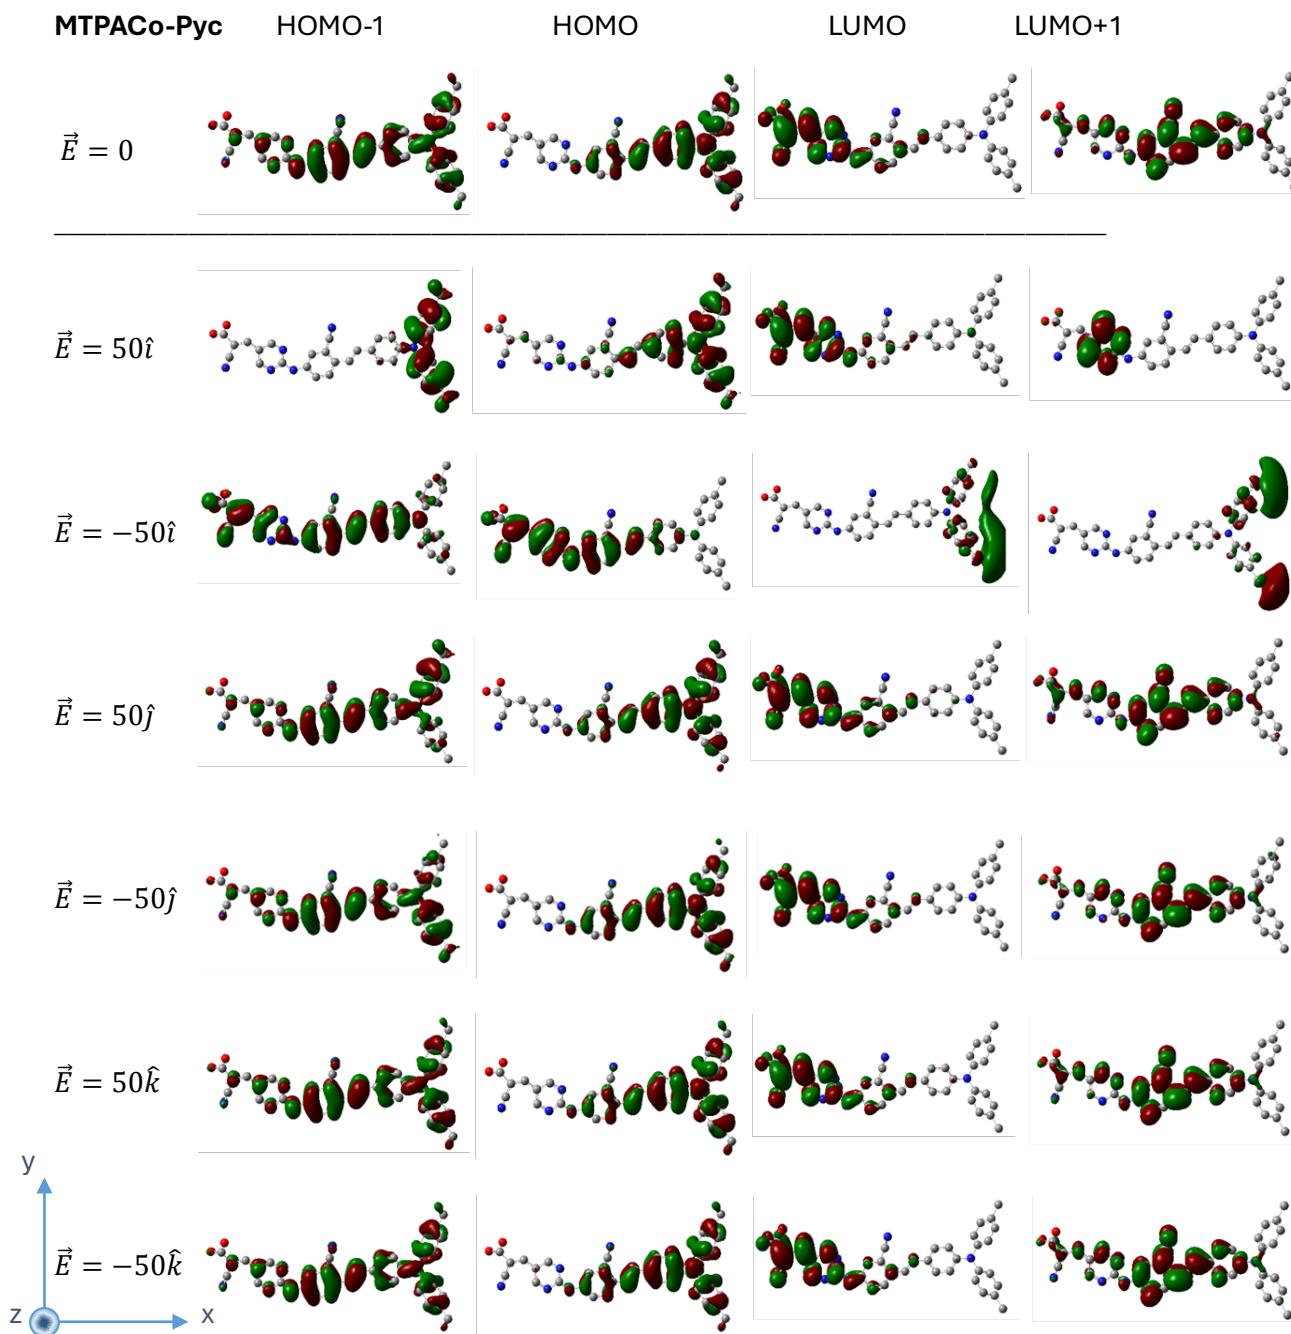 MTPACo-Pyc HOMO-1 HOMO LUMO LUMO+1
E⃗ = 0
E⃗ = 50î
E⃗ = −50î
E⃗ = 50ĵ
E⃗ = −50ĵ
E⃗ = 50k̂
y
E⃗ = −50k̂
z x